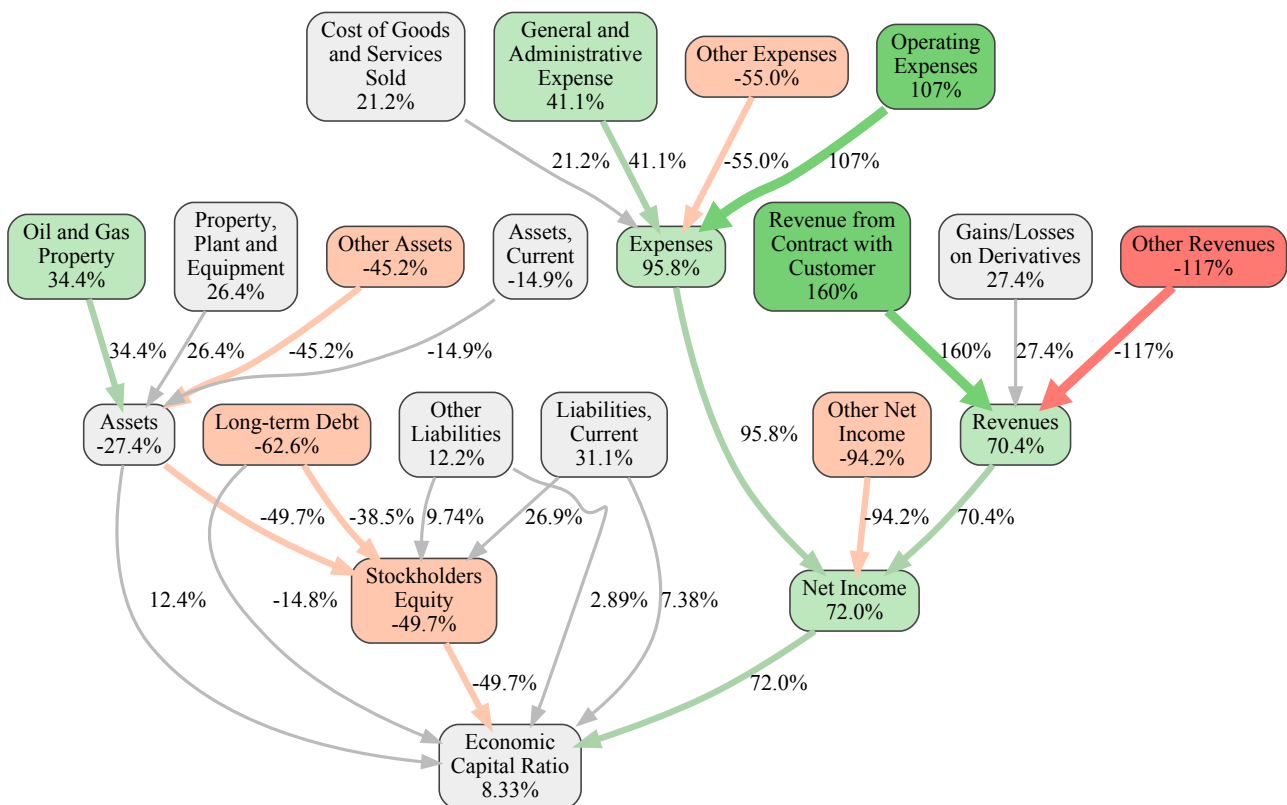 Cost of Goods
and Services
Sold
21.2%
General and
Administrative
Expense
41.1%
Other Expenses
-55.0%
Operating
Expenses
107%
21.2%
41.1%
-55.0%
107%
Oil and Gas
Property
34.4%
Property,
Plant and
Equipment
26.4%
Other Assets
-45.2%
Assets,
Current
-14.9%
Expenses
95.8%
Revenue from
Contract with
Customer
160%
Gains/Losses
on Derivatives
27.4%
Other Revenues
-117%
34.4%
26.4%
-45.2%
-14.9%
160%
27.4%
-117%
Assets
-27.4%
Long-term Debt
-62.6%
Other
Liabilities
12.2%
Liabilities,
Current
31.1%
95.8%
Other Net
Income
-94.2%
Revenues
70.4%
-49.7%
-38.5%
9.74%
26.9%
-94.2%
70.4%
Stockholders
Equity
-49.7%
Net Income
72.0%
12.4%
-14.8%
2.89%
7.38%
-49.7%
72.0%
Economic
Capital Ratio
8.33%